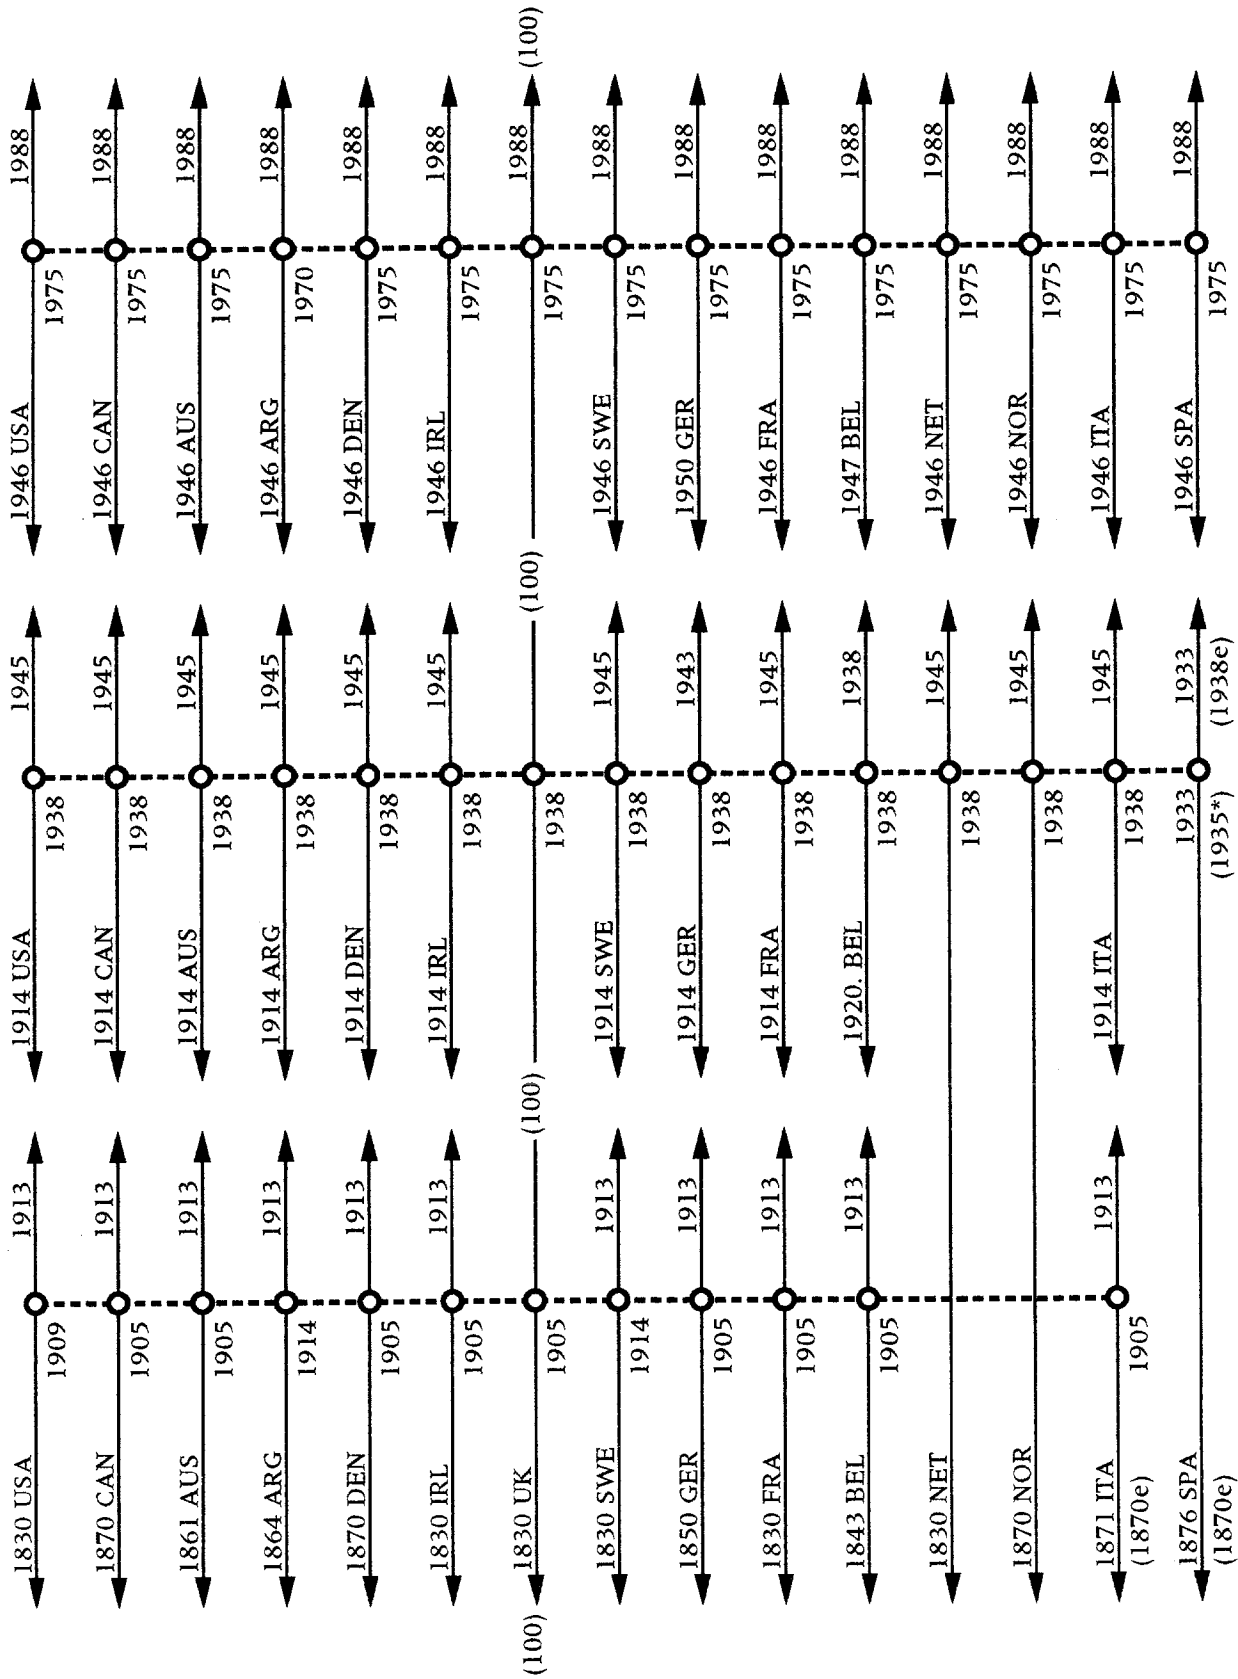 1830 USA 1913 1914 USA 1945 1946 USA 1988
1909 1938 1975
1870 CAN 1913 1914 CAN 1945 1946 CAN 1988
1905 1938 1975
1861 AUS 1913 1914 AUS 1945 1946 AUS 1988
1905 1938 1975
1864 ARG 1913 1914 ARG 1945 1946 ARG 1988
1914 1938 1970
1870 DEN 1913 1914 DEN 1945 1946 DEN 1988
1905 1938 1975
1830 IRL 1913 1914 IRL 1945 1946 IRL 1988
1905 1938 1975
1830 UK 1988
(100) (100) (100) (100)
1905 1938 1975
1830 SWE 1913 1914 SWE 1945 1946 SWE 1988
1914 1938 1975
1850 GER 1913 1914 GER 1943 1950 GER 1988
1905 1938 1975
1830 FRA 1913 1914 FRA 1945 1946 FRA 1988
1905 1938 1975
1843 BEL 1913 1920. BEL 1938 1947 BEL 1988
1905 1938 1975
1830 NET 1945 1946 NET 1988
1938 1975
1870 NOR 1945 1946 NOR 1988
1938 1975
1871 ITA 1913 1914 ITA 1945 1946 ITA 1988
(1870e) 1905 1938 1975
1876 SPA 1933 1933 1946 SPA 1988
(1870e) (1935*) (1938e) 1975